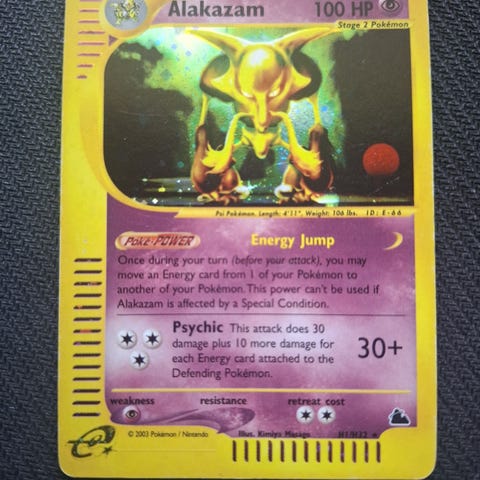 Alakazam 100 HP
Stage 2 Pokémon
Psi Pokémon. Length: 4'11", Weight: 106 lbs. ID: E-66
POKé-POWER Energy Jump
Once during your turn (before your attack), you may
move an Energy card from 1 of your Pokémon to
another of your Pokémon. This power can't be used if
Alakazam is affected by a Special Condition.
Psychic This attack does 30
damage plus 10 more damage for
each Energy card attached to the
Defending Pokémon.
30+
weakness resistance retreat cost
© 2003 Pokémon / Nintendo Illus. Kimiya Masago H1/H32 ★
e